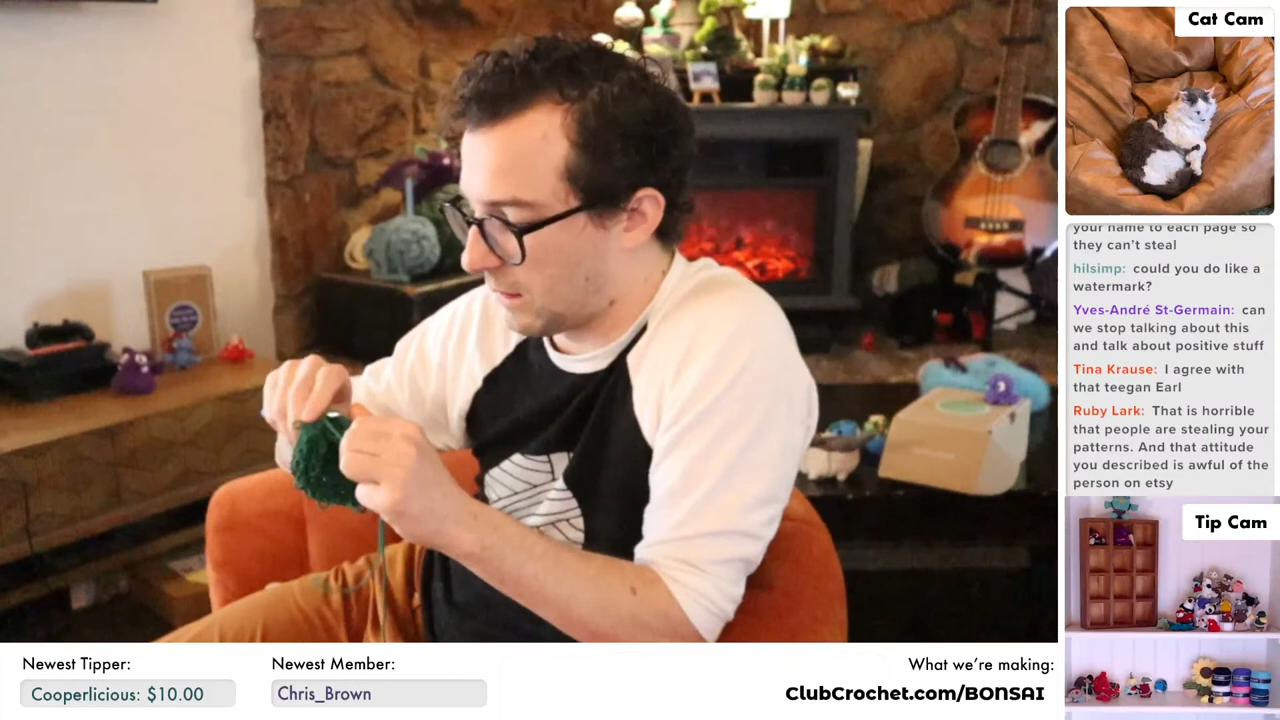 Cat Cam
your name to each page so
they can't steal
hilsimp: could you do like a
watermark?
Yves-André St-Germain: can
we stop talking about this
and talk about positive stuff
Tina Krause: I agree with
that teegan Earl
Ruby Lark: That is horrible
that people are stealing your
patterns. And that attitude
you described is awful of the
person on etsy
Tip Cam
Newest Tipper:
Cooperlicious: $10.00
Newest Member:
Chris_Brown
What we're making:
ClubCrochet.com/BONSAI